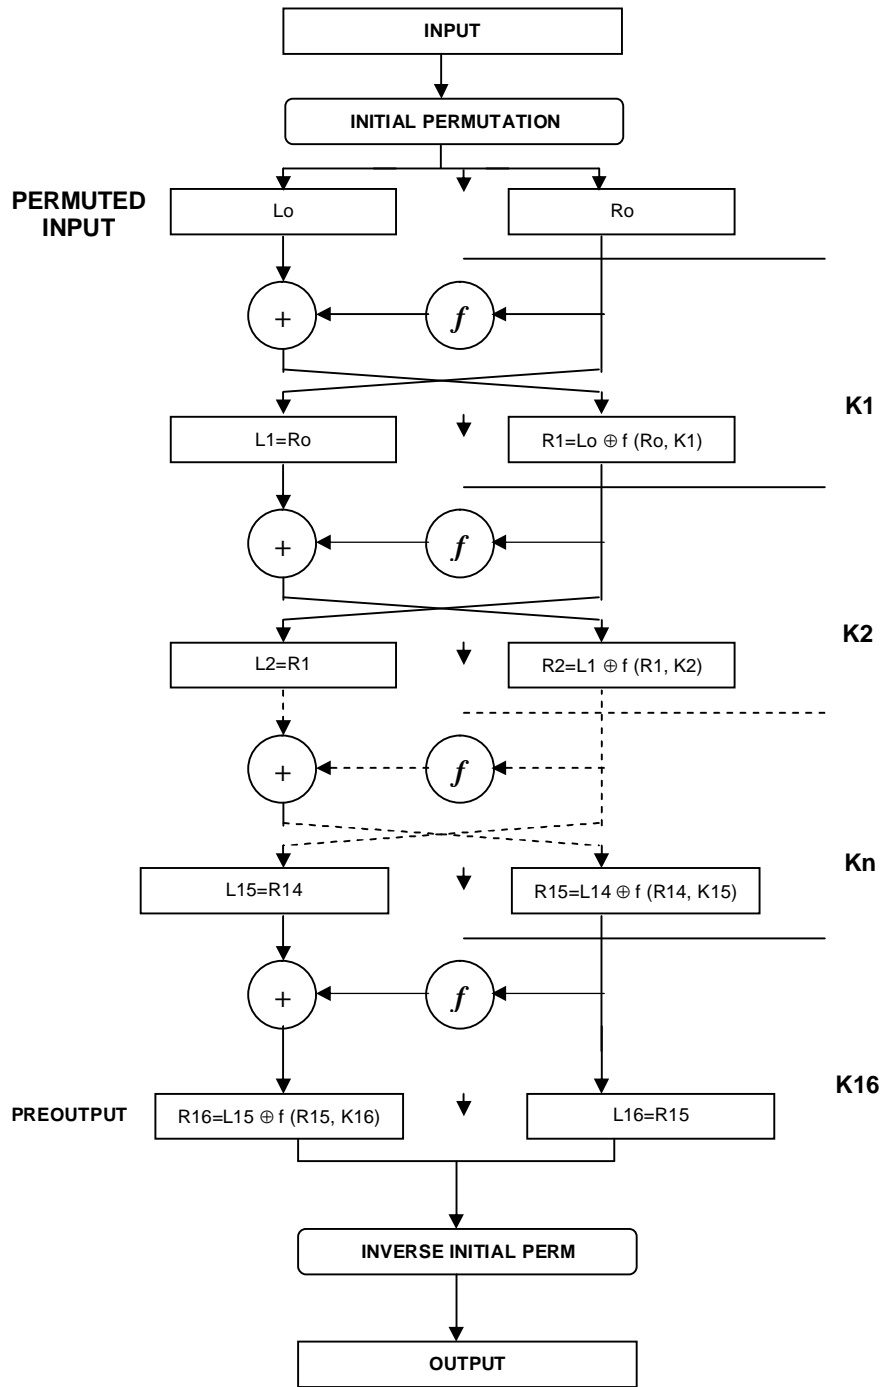 INPUT
INITIAL PERMUTATION
PERMUTED
INPUT
Lo
Ro
+
f
K1
L1=Ro
R1=Lo ⊕ f (Ro, K1)
+
f
K2
L2=R1
R2=L1 ⊕ f (R1, K2)
+
f
Kn
L15=R14
R15=L14 ⊕ f (R14, K15)
+
f
K16
PREOUTPUT
R16=L15 ⊕ f (R15, K16)
L16=R15
INVERSE INITIAL PERM
OUTPUT